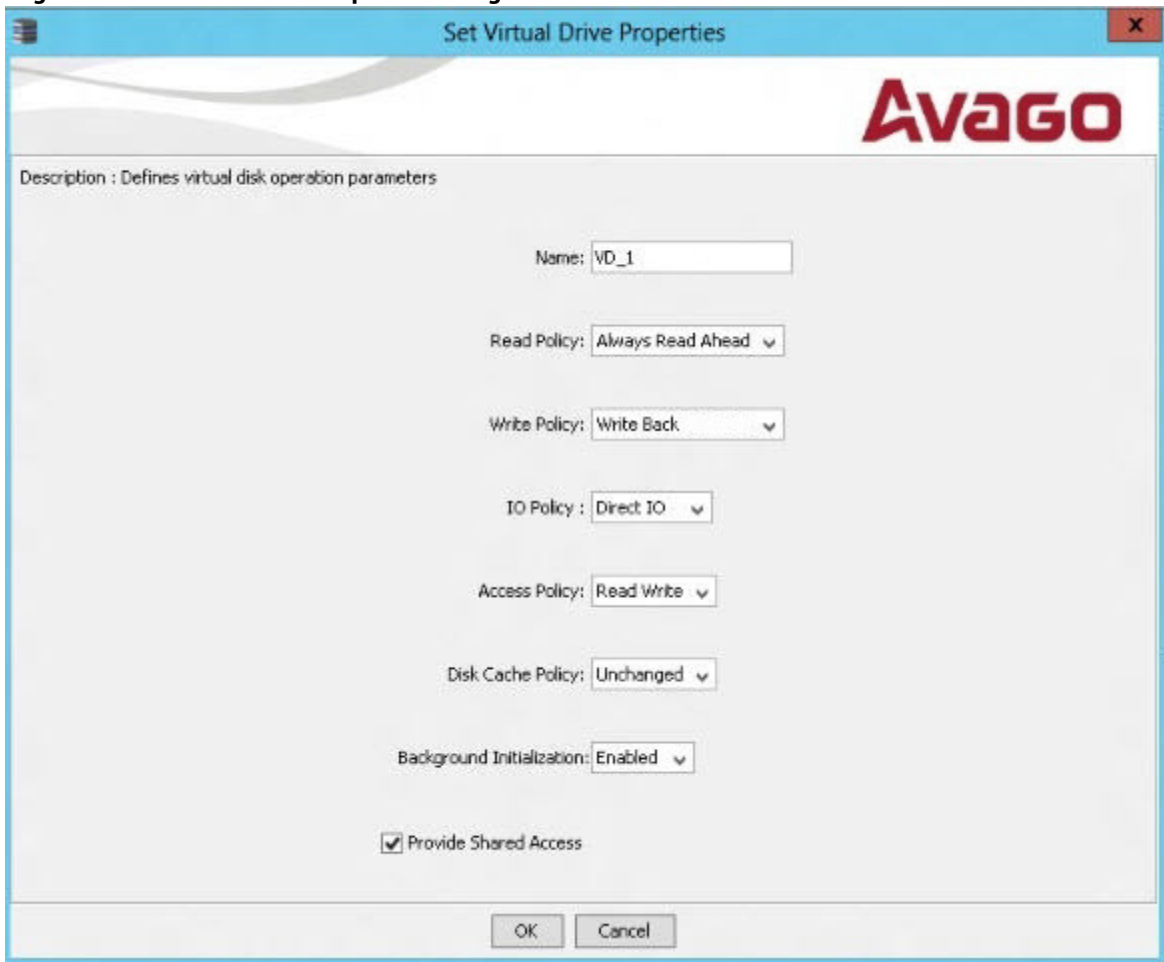 Set Virtual Drive Properties
x
Avago
Description : Defines virtual disk operation parameters
Name: VD_1
Read Policy: Always Read Ahead
Write Policy: Write Back
IO Policy : Direct IO
Access Policy: Read Write
Disk Cache Policy: Unchanged
Background Initialization: Enabled
Provide Shared Access
OK Cancel